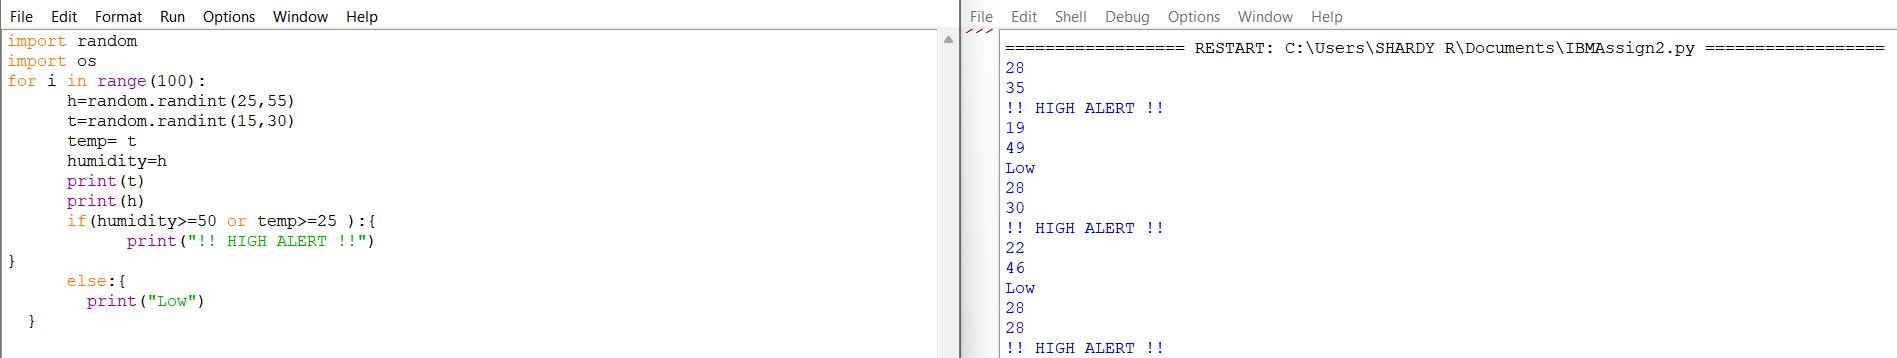 File Edit Format Run Options Window Help
import random
import os
for i in range(100):
      h=random.randint(25,55)
      t=random.randint(15,30)
      temp= t
      humidity=h
      print(t)
      print(h)
      if(humidity>=50 or temp>=25 ):{
            print("!! HIGH ALERT !!")
}
      else:{
        print("Low")
  }
File Edit Shell Debug Options Window Help
>>>
================== RESTART: C:\Users\SHARDY R\Documents\IBMAssign2.py ==================
28
35
!! HIGH ALERT !!
19
49
Low
28
30
!! HIGH ALERT !!
22
46
Low
28
28
!! HIGH ALERT !!